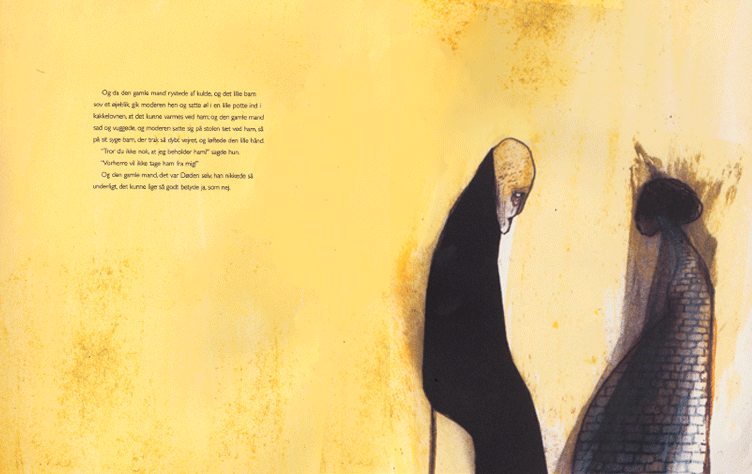 Og da den gamle mand rystede af kulde, og det lille barn
sov et øjeblik, gik moderen hen og satte øl i en lille potte ind i
kakkelovnen, at det kunne varmes ved ham; og den gamle mand
sad og vuggede, og moderen satte sig på stolen tæt ved ham, så
på sit syge barn, der trak så dybt vejret, og løftede den lille hånd.
"Tror du ikke nok, at jeg beholder ham?" sagde hun.
"Vorherre vil ikke tage ham fra mig!"
Og den gamle mand, det var Døden selv, han nikkede så
underligt, det kunne lige så godt betyde ja, som nej.